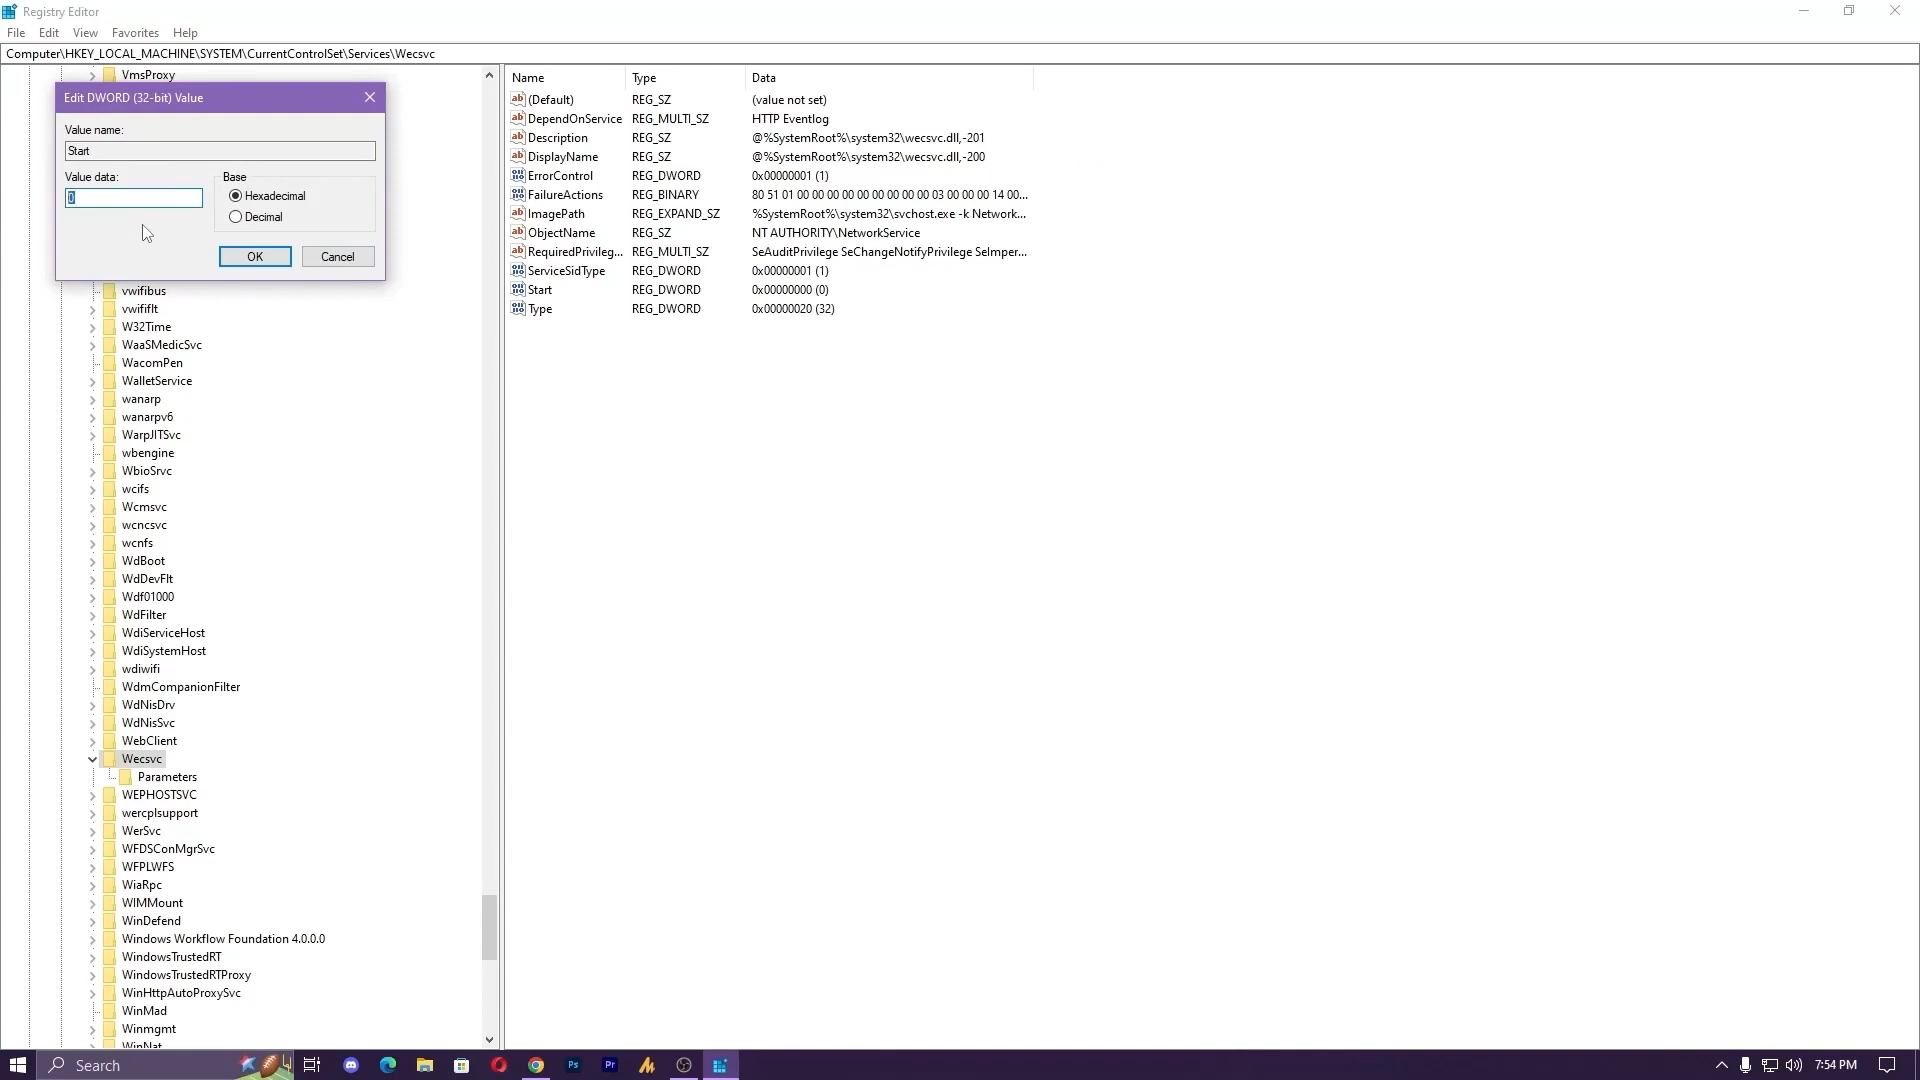 Registry Editor
File Edit View Favorites Help
Computer\HKEY_LOCAL_MACHINE\SYSTEM\CurrentControlSet\Services\Wecsvc
VmsProxy
Edit DWORD (32-bit) Value
Value name:
Start
Value data:
0
Base
Hexadecimal
Decimal
OK Cancel
vwifibus
vwififlt
W32Time
WaaSMedicSvc
WacomPen
WalletService
wanarp
wanarpv6
WarpJITSvc
wbengine
WbioSrvc
wcifs
Wcmsvc
wcncsvc
wcnfs
WdBoot
WdDevFlt
Wdf01000
WdFilter
WdiServiceHost
WdiSystemHost
wdiwifi
WdmCompanionFilter
WdNisDrv
WdNisSvc
WebClient
Wecsvc
Parameters
WEPHOSTSVC
wercplsupport
WerSvc
WFDSConMgrSvc
WFPLWFS
WiaRpc
WIMMount
WinDefend
Windows Workflow Foundation 4.0.0.0
WindowsTrustedRT
WindowsTrustedRTProxy
WinHttpAutoProxySvc
WinMad
Winmgmt
WinNat
Name Type Data
(Default) REG_SZ (value not set)
DependOnService REG_MULTI_SZ HTTP Eventlog
Description REG_SZ @%SystemRoot%\system32\wecsvc.dll,-201
DisplayName REG_SZ @%SystemRoot%\system32\wecsvc.dll,-200
ErrorControl REG_DWORD 0x00000001 (1)
FailureActions REG_BINARY 80 51 01 00 00 00 00 00 00 00 00 00 03 00 00 00 14 00...
ImagePath REG_EXPAND_SZ %SystemRoot%\system32\svchost.exe -k Network...
ObjectName REG_SZ NT AUTHORITY\NetworkService
RequiredPrivileg... REG_MULTI_SZ SeAuditPrivilege SeChangeNotifyPrivilege SeImper...
ServiceSidType REG_DWORD 0x00000001 (1)
Start REG_DWORD 0x00000000 (0)
Type REG_DWORD 0x00000020 (32)
Search
Ps
Pr
7:54 PM